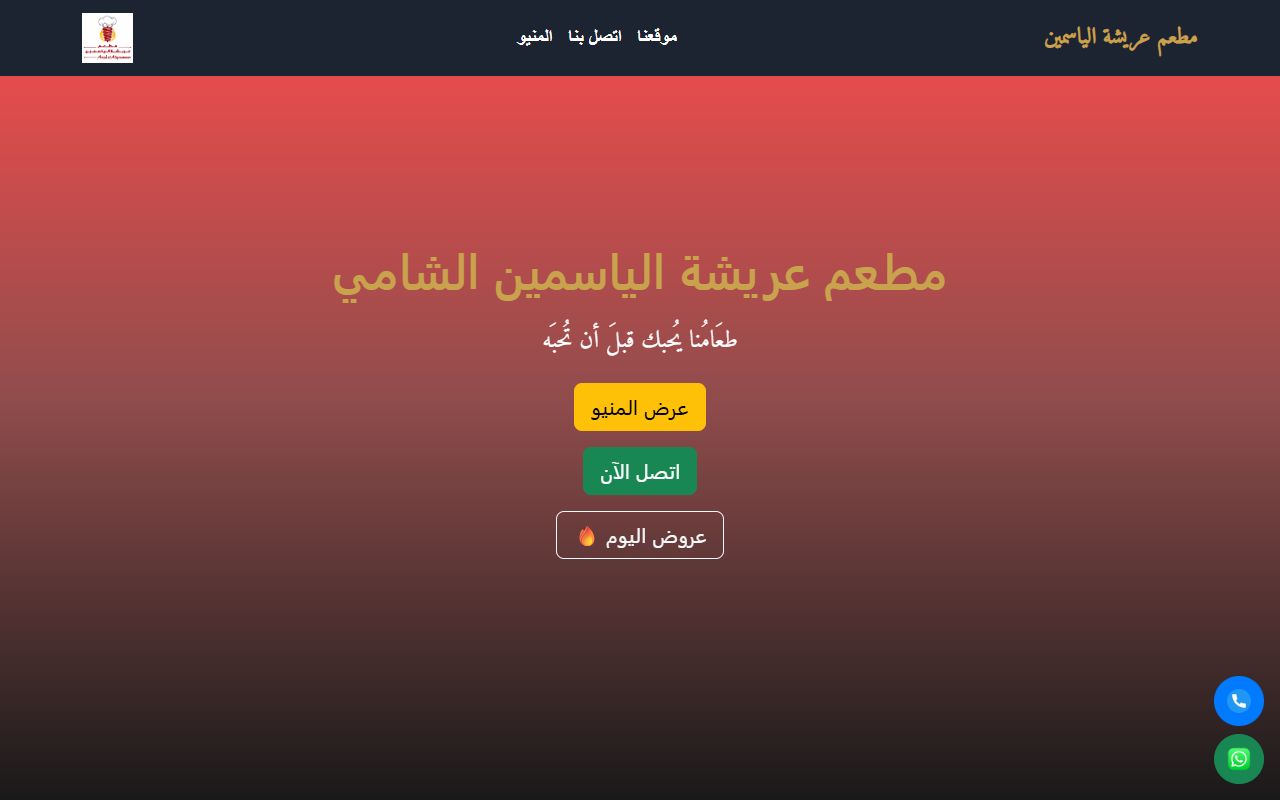 مطعم عريشة الياسمين
موقعنا اتصل بنا المنيو
مطعم عريشة الياسمين الشامي
طعَامُنا يُحبك قبلَ أن تُحبَه
عرض المنيو
اتصل الآن
عروض اليوم 🔥